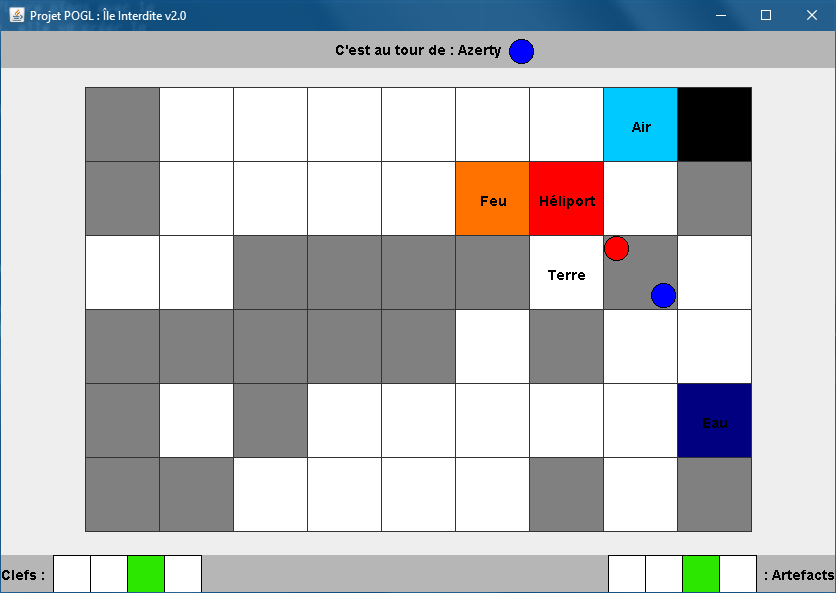 Projet POGL : Île Interdite v2.0
C'est au tour de : Azerty
Air
Feu
Héliport
Terre
Eau
Clefs :
: Artefacts